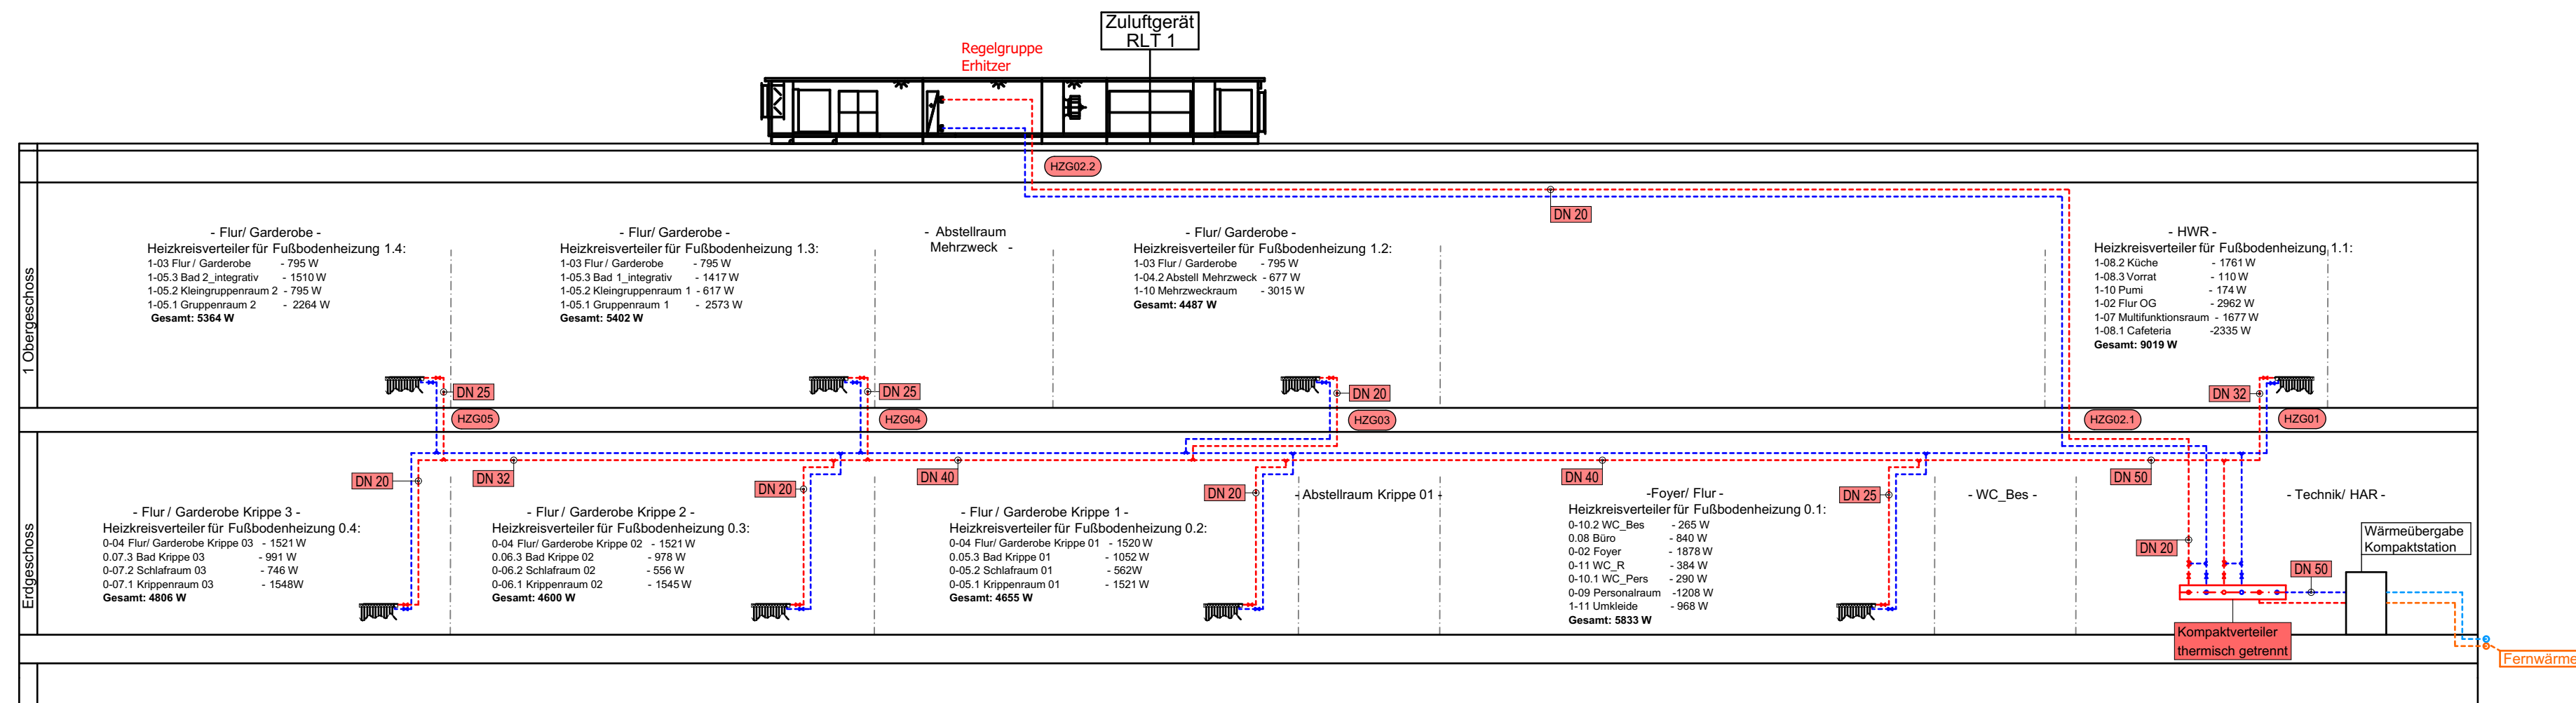 Zuluftgerät
RLT 1
Regelgruppe
Erhitzer
HZG02.2
DN 20
1 Obergeschoss
- Flur/ Garderobe -
Heizkreisverteiler für Fußbodenheizung 1.4:
1-03 Flur / Garderobe - 795 W
1-05.3 Bad 2_integrativ - 1510 W
1-05.2 Kleingruppenraum 2 - 795 W
1-05.1 Gruppenraum 2 - 2264 W
Gesamt: 5364 W
- Flur/ Garderobe -
Heizkreisverteiler für Fußbodenheizung 1.3:
1-03 Flur / Garderobe - 795 W
1-05.3 Bad 1_integrativ - 1417 W
1-05.2 Kleingruppenraum 1 - 617 W
1-05.1 Gruppenraum 1 - 2573 W
Gesamt: 5402 W
- Abstellraum
Mehrzweck -
- Flur/ Garderobe -
Heizkreisverteiler für Fußbodenheizung 1.2:
1-03 Flur / Garderobe - 795 W
1-04.2 Abstell Mehrzweck - 677 W
1-10 Mehrzweckraum - 3015 W
Gesamt: 4487 W
- HWR -
Heizkreisverteiler für Fußbodenheizung 1.1:
1-08.2 Küche - 1761 W
1-08.3 Vorrat - 110 W
1-10 Pumi - 174 W
1-02 Flur OG - 2962 W
1-07 Multifunktionsraum - 1677 W
1-08.1 Cafeteria -2335 W
Gesamt: 9019 W
DN 25
DN 25
DN 20
DN 32
HZG05
HZG04
HZG03
HZG02.1
HZG01
Erdgeschoss
DN 20
DN 32
DN 20
DN 40
DN 20
DN 40
DN 25
DN 50
- Flur / Garderobe Krippe 3 -
Heizkreisverteiler für Fußbodenheizung 0.4:
0-04 Flur/ Garderobe Krippe 03 - 1521 W
0.07.3 Bad Krippe 03 - 991 W
0-07.2 Schlafraum 03 - 746 W
0-07.1 Krippenraum 03 - 1548W
Gesamt: 4806 W
- Flur / Garderobe Krippe 2 -
Heizkreisverteiler für Fußbodenheizung 0.3:
0-04 Flur/ Garderobe Krippe 02 - 1521 W
0.06.3 Bad Krippe 02 - 978 W
0-06.2 Schlafraum 02 - 556 W
0-06.1 Krippenraum 02 - 1545 W
Gesamt: 4600 W
- Flur / Garderobe Krippe 1 -
Heizkreisverteiler für Fußbodenheizung 0.2:
0-04 Flur/ Garderobe Krippe 01 - 1520 W
0.05.3 Bad Krippe 01 - 1052 W
0-05.2 Schlafraum 01 - 562W
0-05.1 Krippenraum 01 - 1521 W
Gesamt: 4655 W
- Abstellraum Krippe 01 -
-Foyer/ Flur -
Heizkreisverteiler für Fußbodenheizung 0.1:
0-10.2 WC_Bes - 265 W
0.08 Büro - 840 W
0-02 Foyer - 1878 W
0-11 WC_R - 384 W
0-10.1 WC_Pers - 290 W
0-09 Personalraum -1208 W
1-11 Umkleide - 968 W
Gesamt: 5833 W
- WC_Bes -
- Technik/ HAR -
Wärmeübergabe
Kompaktstation
DN 20
DN 50
Kompaktverteiler
thermisch getrennt
Fernwärme